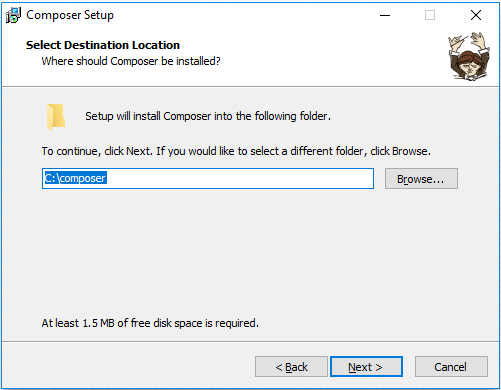 Composer Setup
Select Destination Location
Where should Composer be installed?
Setup will install Composer into the following folder.
To continue, click Next. If you would like to select a different folder, click Browse.
C:\composer
Browse...
At least 1.5 MB of free disk space is required.
< Back
Next >
Cancel